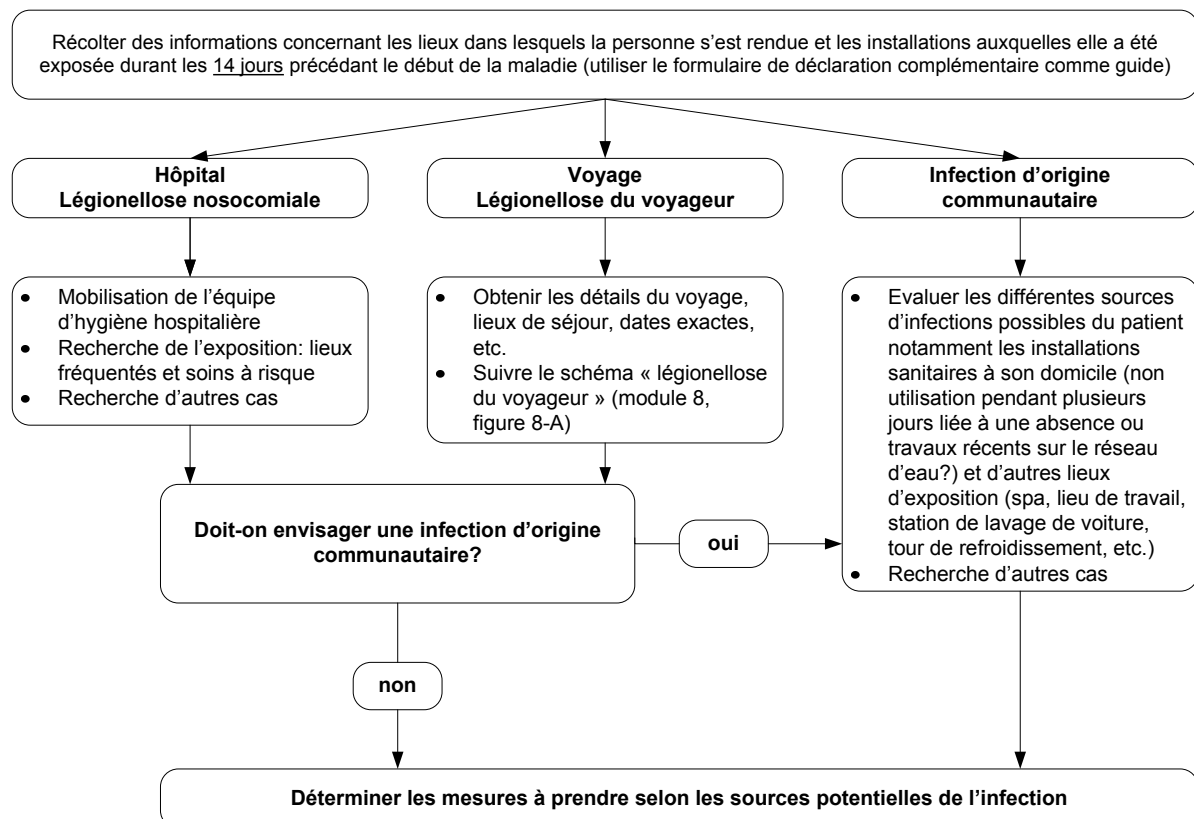 Récolter des informations concernant les lieux dans lesquels la personne s'est rendue et les installations auxquelles elle a été
exposée durant les 14 jours précédant le début de la maladie (utiliser le formulaire de déclaration complémentaire comme guide)
Hôpital
Légionellose nosocomiale
Voyage
Légionellose du voyageur
Infection d'origine
communautaire
• Mobilisation de l'équipe
d'hygiène hospitalière
• Recherche de l'exposition: lieux
fréquentés et soins à risque
• Recherche d'autres cas
• Obtenir les détails du voyage,
lieux de séjour, dates exactes,
etc.
• Suivre le schéma « légionellose
du voyageur » (module 8,
figure 8-A)
• Evaluer les différentes sources
d'infections possibles du patient
notamment les installations
sanitaires à son domicile (non
utilisation pendant plusieurs
jours liée à une absence ou
travaux récents sur le réseau
d'eau?) et d'autres lieux
d'exposition (spa, lieu de travail,
station de lavage de voiture,
tour de refroidissement, etc.)
• Recherche d'autres cas
Doit-on envisager une infection d'origine
communautaire?
oui
non
Déterminer les mesures à prendre selon les sources potentielles de l'infection